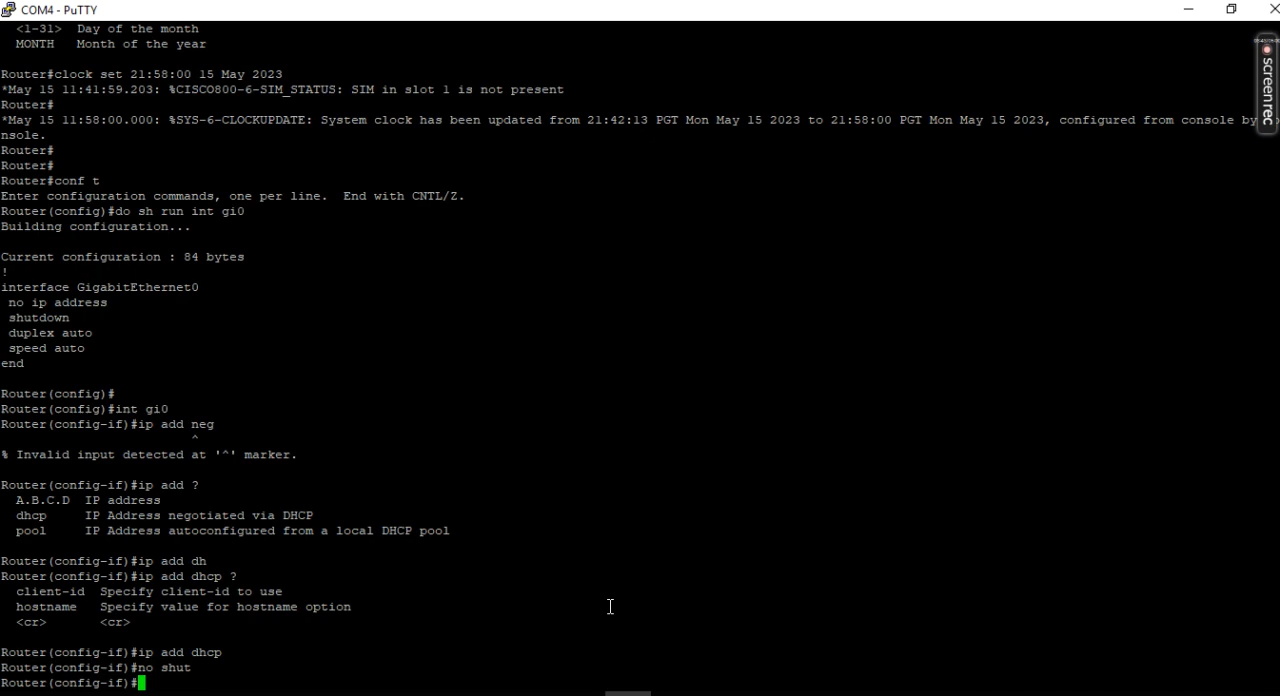 COM4 - PuTTY
<1-31>  Day of the month
MONTH   Month of the year
Router#clock set 21:58:00 15 May 2023
*May 15 11:41:59.203: %CISCO800-6-SIM_STATUS: SIM in slot 1 is not present
Router#
*May 15 11:58:00.000: %SYS-6-CLOCKUPDATE: System clock has been updated from 21:42:13 PGT Mon May 15 2023 to 21:58:00 PGT Mon May 15 2023, configured from console by
nsole.
Router#
Router#
Router#conf t
Enter configuration commands, one per line.  End with CNTL/Z.
Router(config)#do sh run int gi0
Building configuration...
Current configuration : 84 bytes
!
interface GigabitEthernet0
 no ip address
 shutdown
 duplex auto
 speed auto
end
Router(config)#
Router(config)#int gi0
Router(config-if)#ip add neg
^
% Invalid input detected at '^' marker.
Router(config-if)#ip add ?
  A.B.C.D  IP address
  dhcp     IP Address negotiated via DHCP
  pool     IP Address autoconfigured from a local DHCP pool
Router(config-if)#ip add dh
Router(config-if)#ip add dhcp ?
  client-id  Specify client-id to use
  hostname   Specify value for hostname option
  <cr>       <cr>
Router(config-if)#ip add dhcp
Router(config-if)#no shut
Router(config-if)#
screenrec